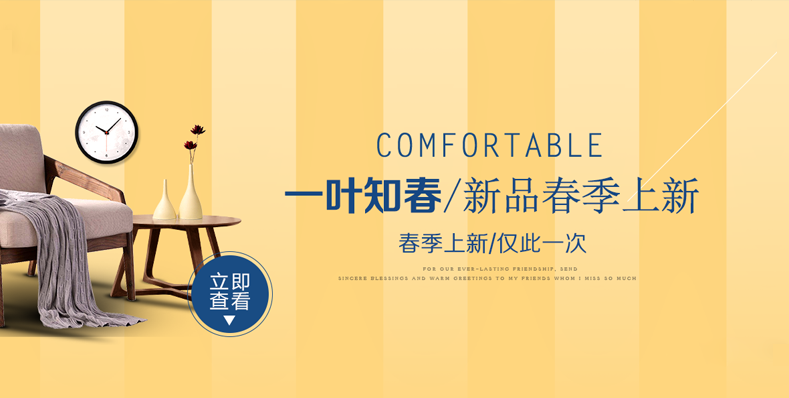 COMFORTABLE
一叶知春/新品春季上新
春季上新/仅此一次
FOR OUR EVER-LASTING FRIENDSHIP, SEND
SINCERE BLESSINGS AND WARM GREETINGS TO MY FRIENDS WHOM I MISS SO MUCH
立即
查看